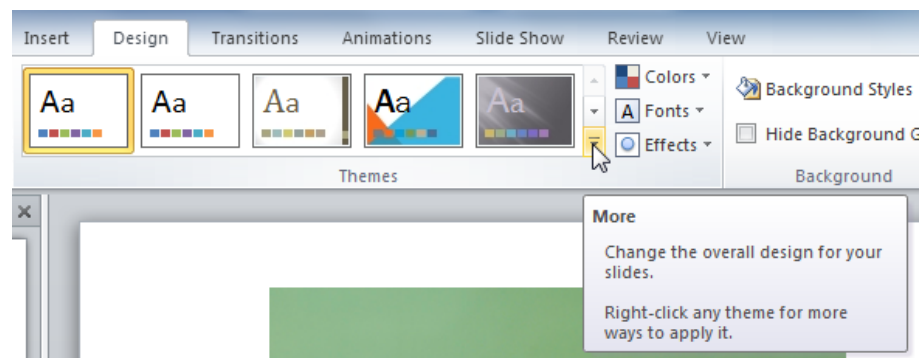 Insert Design Transitions Animations Slide Show Review View
Aa Aa Aa Aa Aa
Colors
Fonts
Effects
Themes
Background Styles
Hide Background G
Background
More
Change the overall design for your
slides.
Right-click any theme for more
ways to apply it.